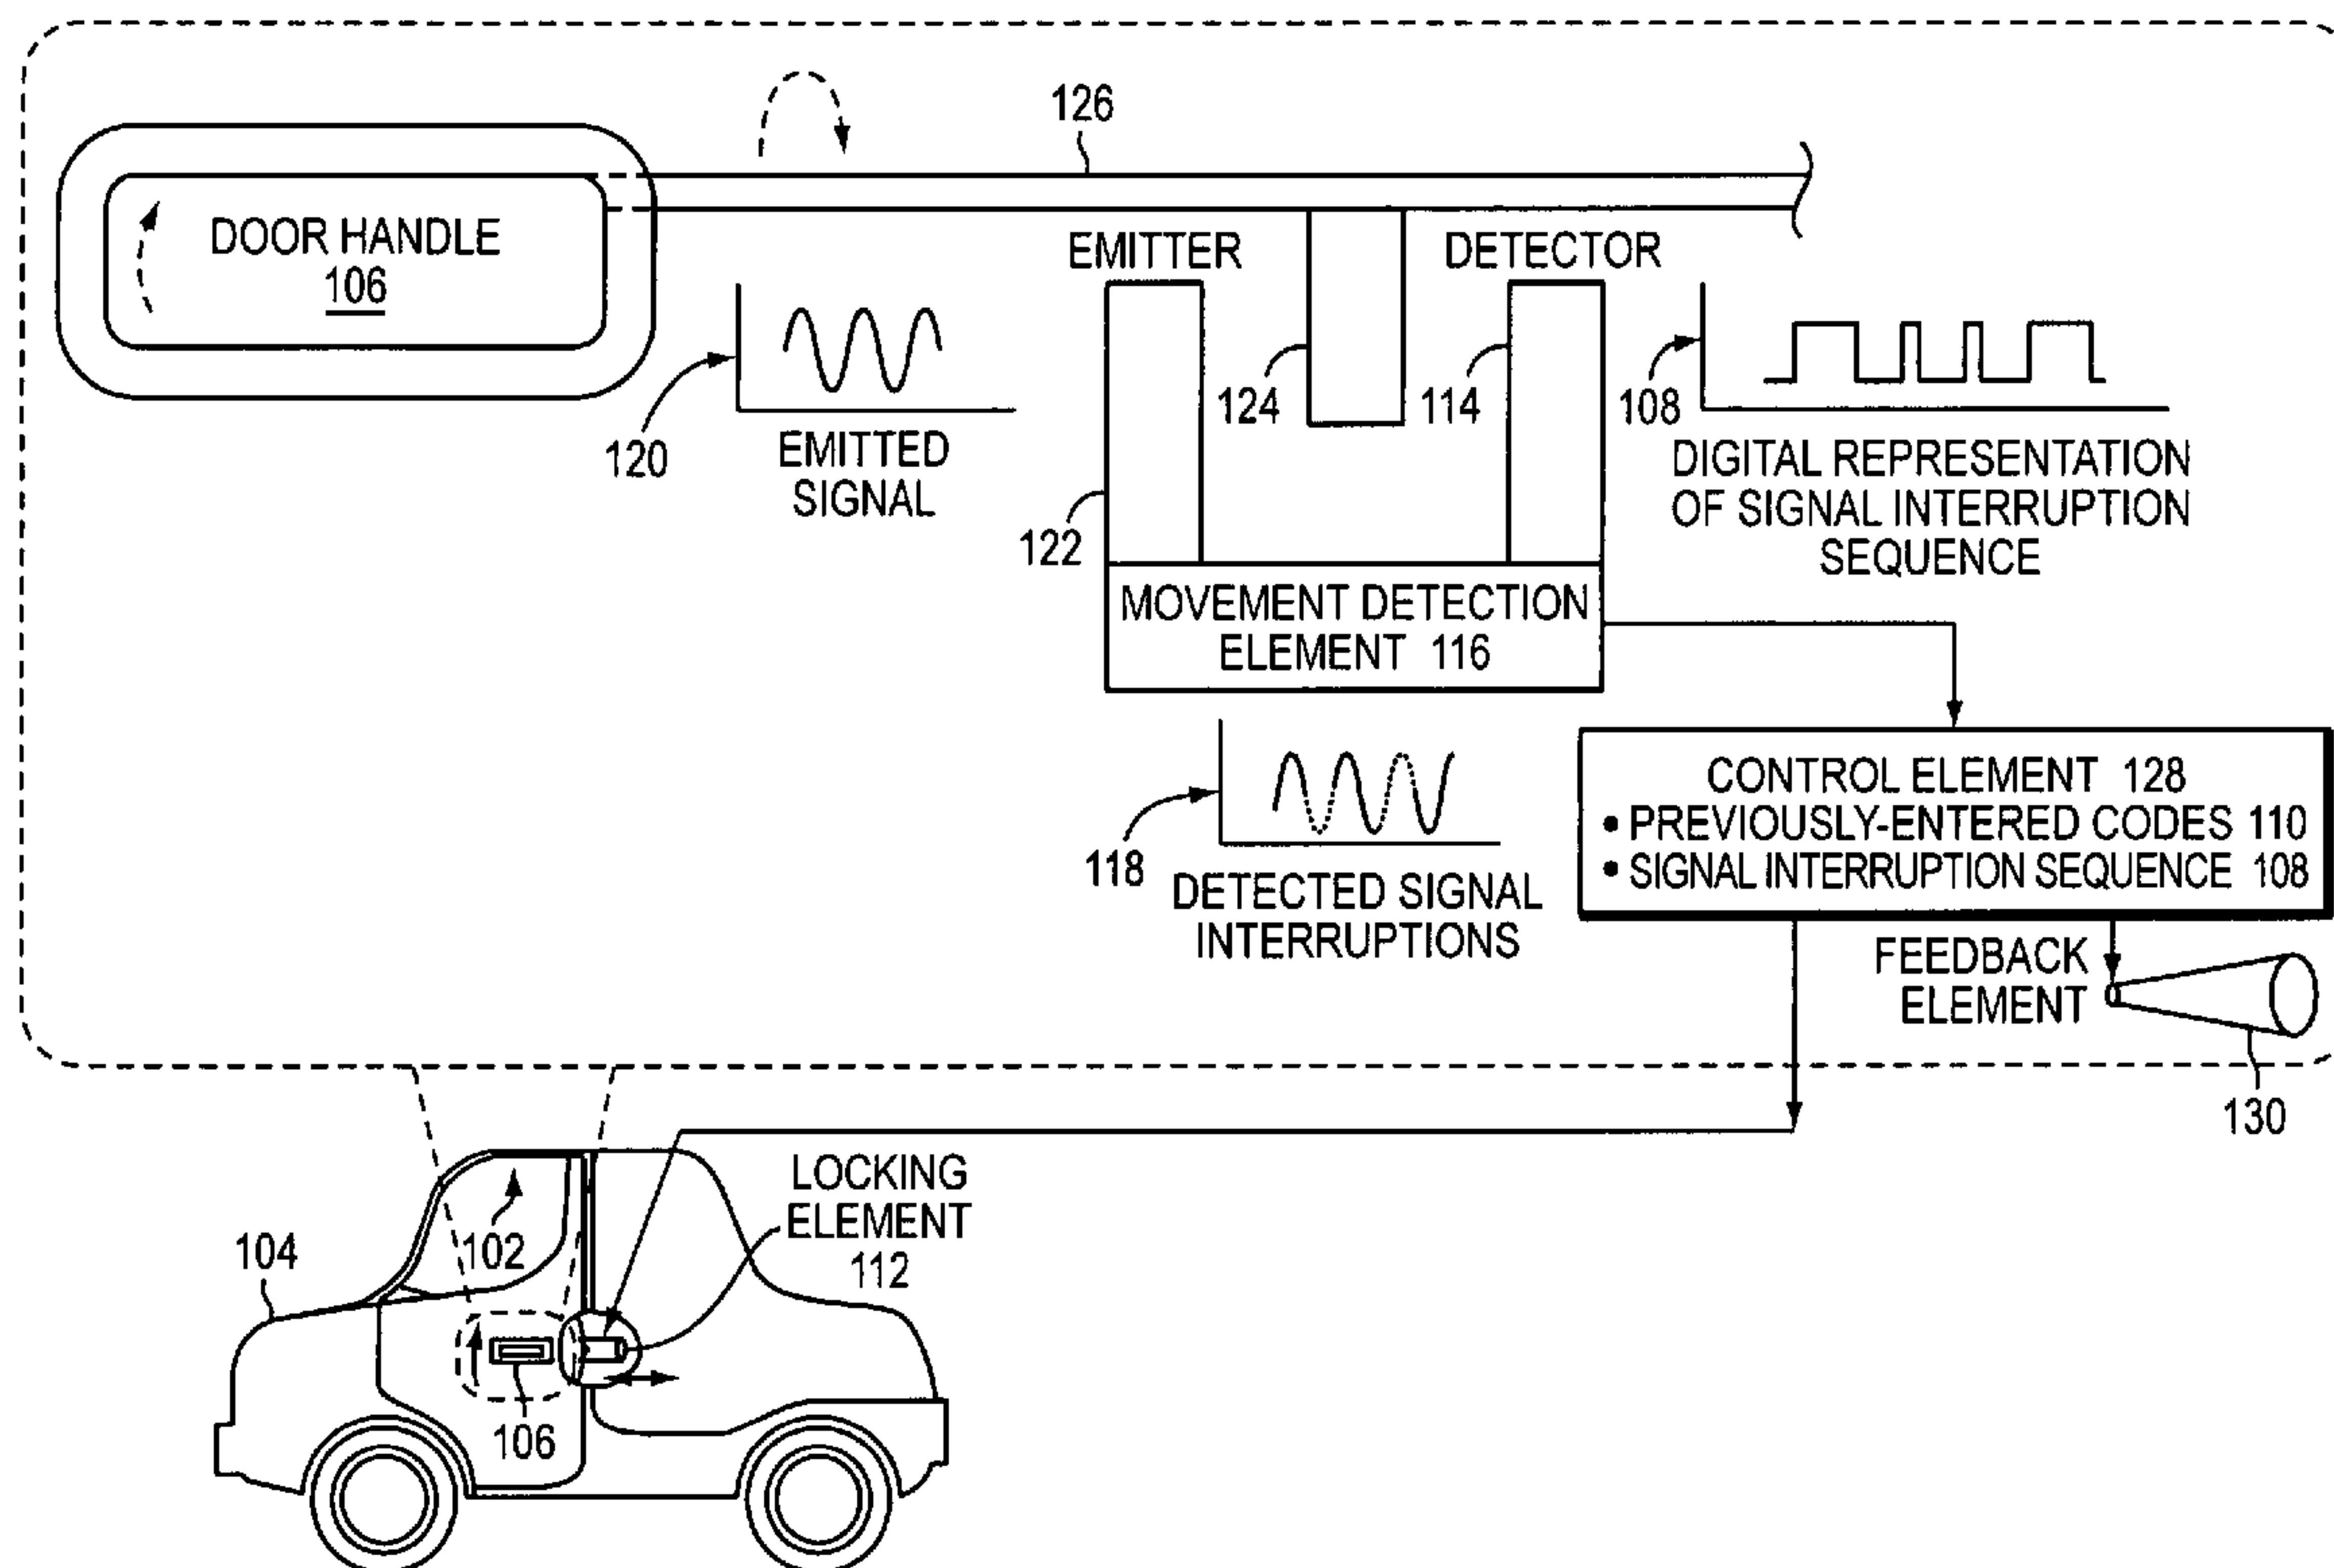 126
DOOR HANDLE
106
EMITTER
DETECTOR
120
EMITTED
SIGNAL
124
114
108
DIGITAL REPRESENTATION
OF SIGNAL INTERRUPTION
SEQUENCE
122
MOVEMENT DETECTION
ELEMENT 116
118
DETECTED SIGNAL
INTERRUPTIONS
CONTROL ELEMENT 128
• PREVIOUSLY-ENTERED CODES 110
• SIGNAL INTERRUPTION SEQUENCE 108
FEEDBACK
ELEMENT
130
LOCKING
ELEMENT
112
104
102
106